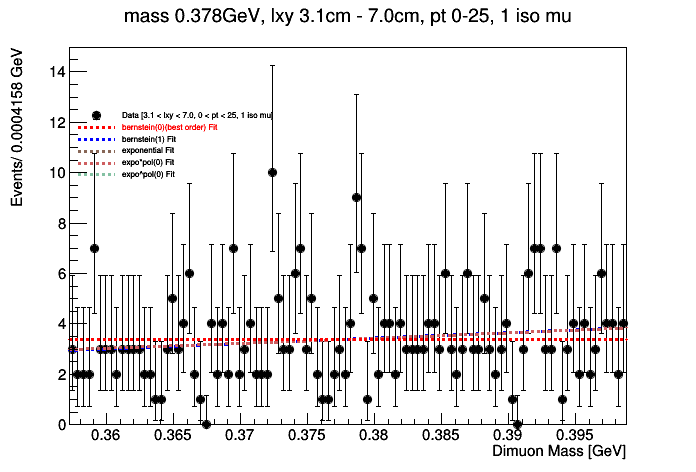 mass 0.378GeV, lxy 3.1cm - 7.0cm, pt 0-25, 1 iso mu
Events/ 0.0004158 GeV
14
12
10
8
6
4
2
0
Data [3.1 < lxy < 7.0, 0 < pt < 25, 1 iso mu]
bernstein(0)(best order) Fit
bernstein(1) Fit
exponential Fit
expo*pol(0) Fit
expo^pol(0) Fit
0.36 0.365 0.37 0.375 0.38 0.385 0.39 0.395
Dimuon Mass [GeV]